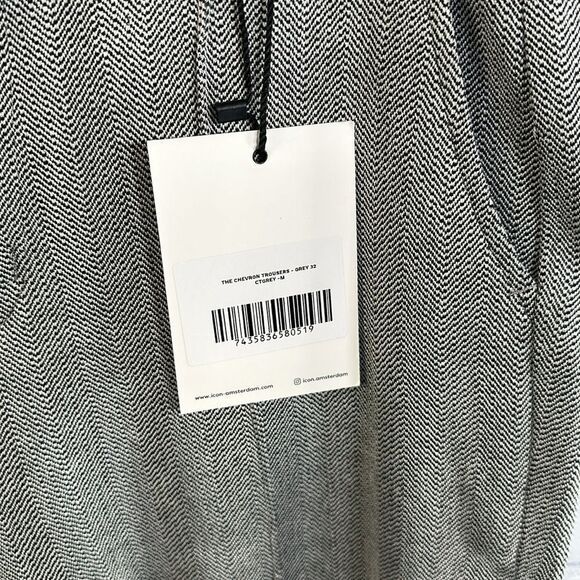 THE CHEVRON TROUSERS - GREY 32
CTGREY -M
7435836580519
www.icon-amsterdam.com
icon.amsterdam